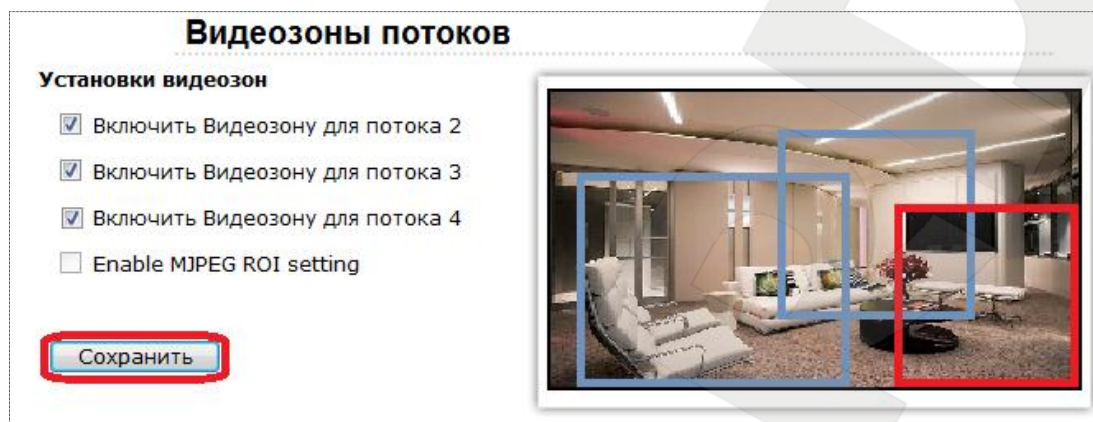 Видеозоны потоков
Установки видеозон
Включить Видеозону для потока 2
Включить Видеозону для потока 3
Включить Видеозону для потока 4
Enable MJPEG ROI setting
Сохранить